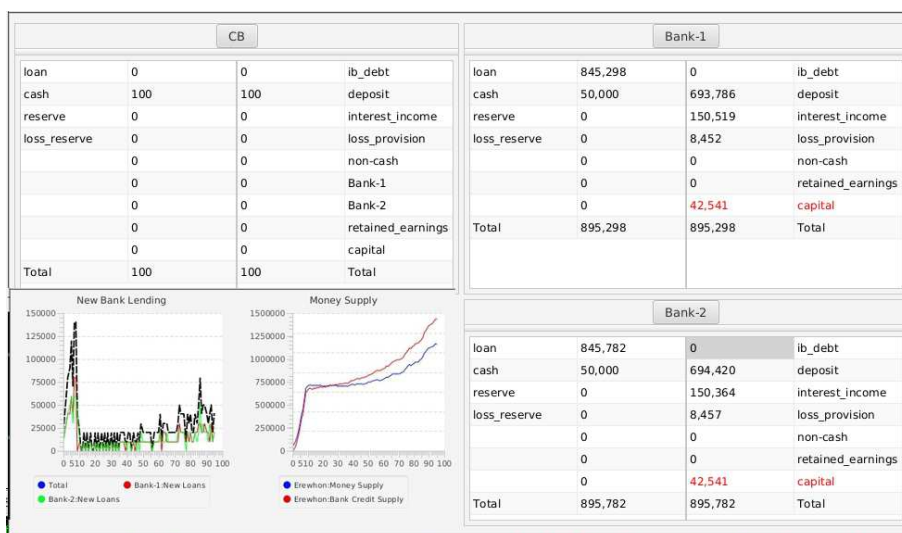 CB
loan 0 0 ib_debt
cash 100 100 deposit
reserve 0 0 interest_income
loss_reserve 0 0 loss_provision
0 0 non-cash
0 0 Bank-1
0 0 Bank-2
0 0 retained_earnings
0 0 capital
Total 100 100 Total
Bank-1
loan 845,298 0 ib_debt
cash 50,000 693,786 deposit
reserve 0 150,519 interest_income
loss_reserve 0 8,452 loss_provision
0 0 non-cash
0 0 retained_earnings
0 42,541 capital
Total 895,298 895,298 Total
New Bank Lending
150000
125000
100000
75000
50000
25000
0
0 5 10 20 30 40 50 60 70 80 90 100
Total Bank-1:New Loans
Bank-2:New Loans
Money Supply
1500000
1250000
1000000
750000
500000
250000
0
0 5 10 20 30 40 50 60 70 80 90 100
Erewhon:Money Supply
Erewhon:Bank Credit Supply
Bank-2
loan 845,782 0 ib_debt
cash 50,000 694,420 deposit
reserve 0 150,364 interest_income
loss_reserve 0 8,457 loss_provision
0 0 non-cash
0 0 retained_earnings
0 42,541 capital
Total 895,782 895,782 Total